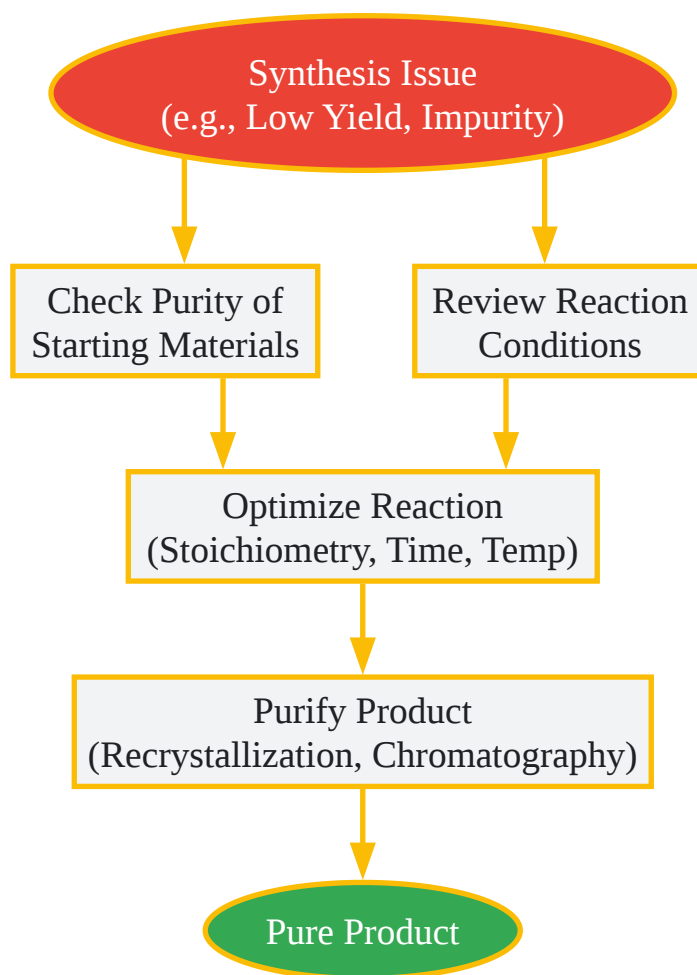 Synthesis Issue
(e.g., Low Yield, Impurity)
Check Purity of
Starting Materials
Review Reaction
Conditions
Optimize Reaction
(Stoichiometry, Time, Temp)
Purify Product
(Recrystallization, Chromatography)
Pure Product